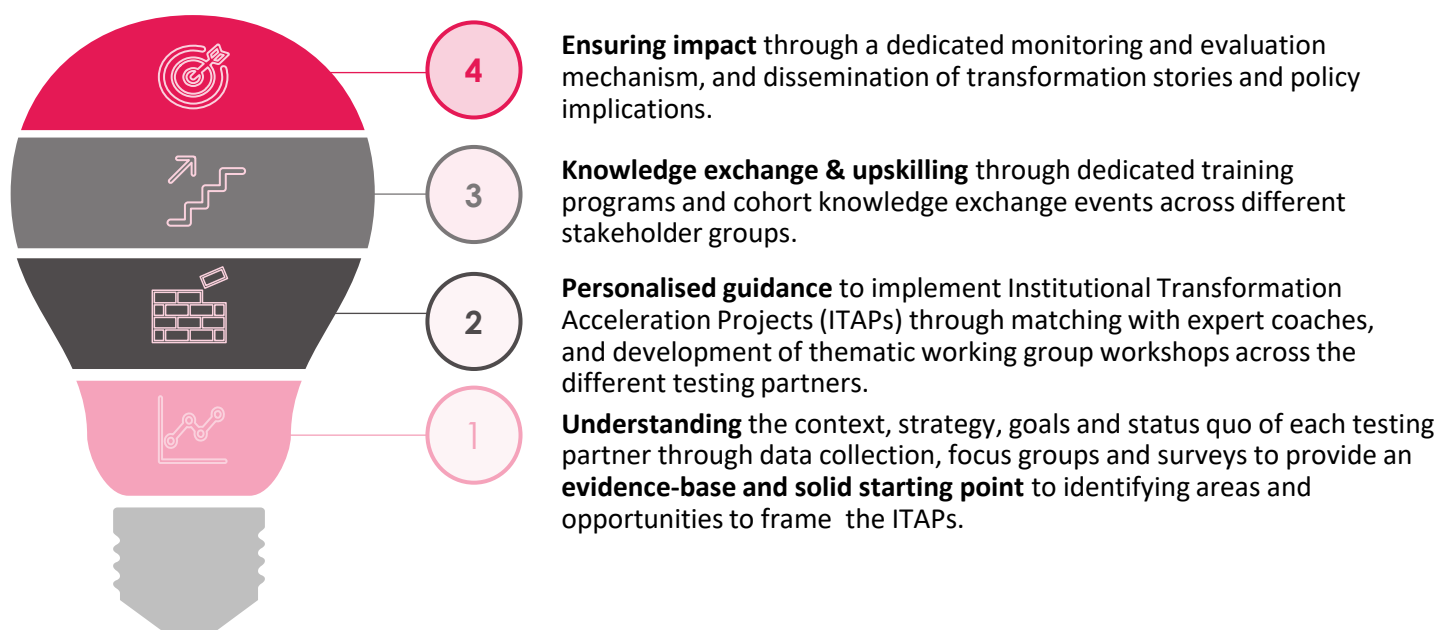 4
Ensuring impact through a dedicated monitoring and evaluation
mechanism, and dissemination of transformation stories and policy
implications.
3
Knowledge exchange & upskilling through dedicated training
programs and cohort knowledge exchange events across different
stakeholder groups.
2
Personalised guidance to implement Institutional Transformation
Acceleration Projects (ITAPs) through matching with expert coaches,
and development of thematic working group workshops across the
different testing partners.
1
Understanding the context, strategy, goals and status quo of each testing
partner through data collection, focus groups and surveys to provide an
evidence-base and solid starting point to identifying areas and
opportunities to frame  the ITAPs.